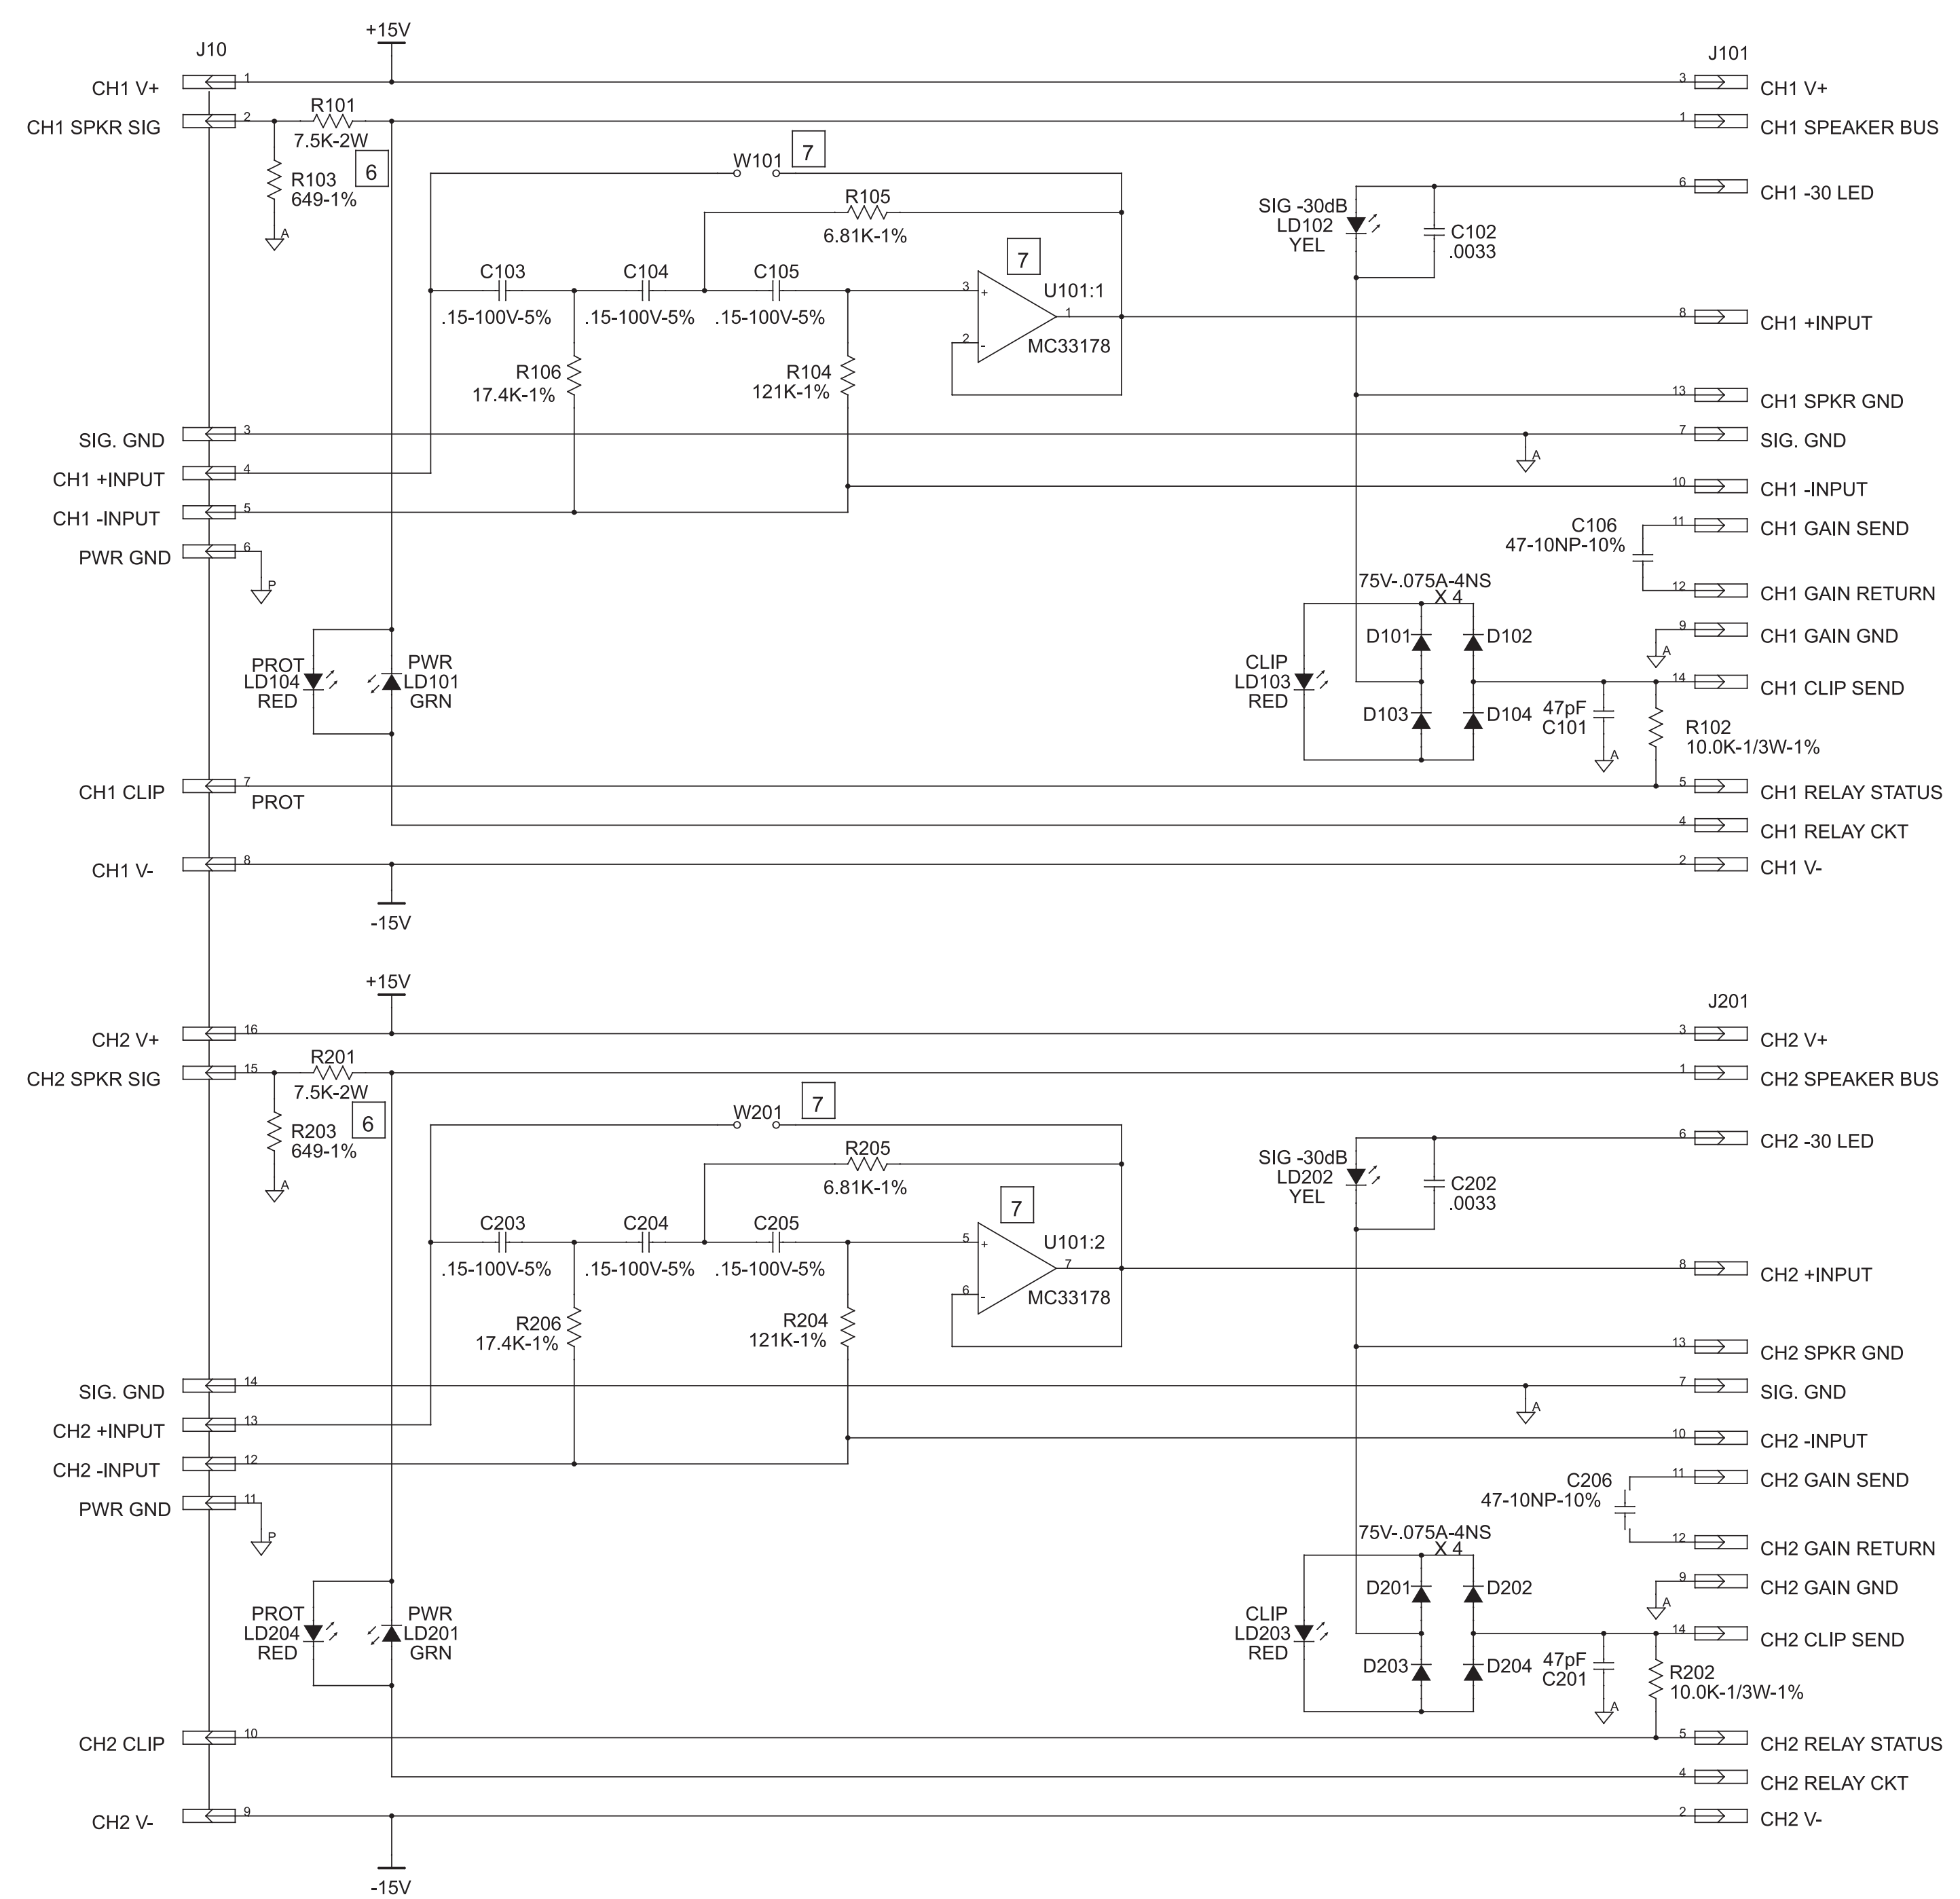 +15V
J10
J101
CH1 V+
1
3
CH1 V+
CH1 SPKR SIG
2
R101
7.5K-2W
1
CH1 SPEAKER BUS
6
R103
649-1%
A
W101
7
R105
6.81K-1%
SIG -30dB
LD102
YEL
C102
.0033
6
CH1 -30 LED
C103
.15-100V-5%
C104
.15-100V-5%
C105
.15-100V-5%
7
3
+
2
-
1
U101:1
MC33178
8
CH1 +INPUT
R106
17.4K-1%
R104
121K-1%
13
CH1 SPKR GND
SIG. GND
3
A
7
SIG. GND
CH1 +INPUT
4
CH1 -INPUT
5
10
CH1 -INPUT
PWR GND
6
P
C106
47-10NP-10%
11
CH1 GAIN SEND
12
CH1 GAIN RETURN
75V-.075A-4NS
X 4
D101
D102
9
A
CH1 GAIN GND
PROT
LD104
RED
PWR
LD101
GRN
CLIP
LD103
RED
D103
D104
47pF
C101
A
14
CH1 CLIP SEND
R102
10.0K-1/3W-1%
CH1 CLIP
7
PROT
5
CH1 RELAY STATUS
4
CH1 RELAY CKT
CH1 V-
8
2
CH1 V-
-15V
+15V
J201
CH2 V+
16
3
CH2 V+
CH2 SPKR SIG
15
R201
7.5K-2W
1
CH2 SPEAKER BUS
6
R203
649-1%
A
W201
7
R205
6.81K-1%
SIG -30dB
LD202
YEL
C202
.0033
6
CH2 -30 LED
C203
.15-100V-5%
C204
.15-100V-5%
C205
.15-100V-5%
7
5
+
6
-
7
U101:2
MC33178
8
CH2 +INPUT
R206
17.4K-1%
R204
121K-1%
13
CH2 SPKR GND
SIG. GND
14
A
7
SIG. GND
CH2 +INPUT
13
CH2 -INPUT
12
10
CH2 -INPUT
PWR GND
11
P
C206
47-10NP-10%
11
CH2 GAIN SEND
12
CH2 GAIN RETURN
75V-.075A-4NS
X 4
D201
D202
9
A
CH2 GAIN GND
PROT
LD204
RED
PWR
LD201
GRN
CLIP
LD203
RED
D203
D204
47pF
C201
A
14
CH2 CLIP SEND
R202
10.0K-1/3W-1%
CH2 CLIP
10
5
CH2 RELAY STATUS
4
CH2 RELAY CKT
CH2 V-
9
2
CH2 V-
-15V